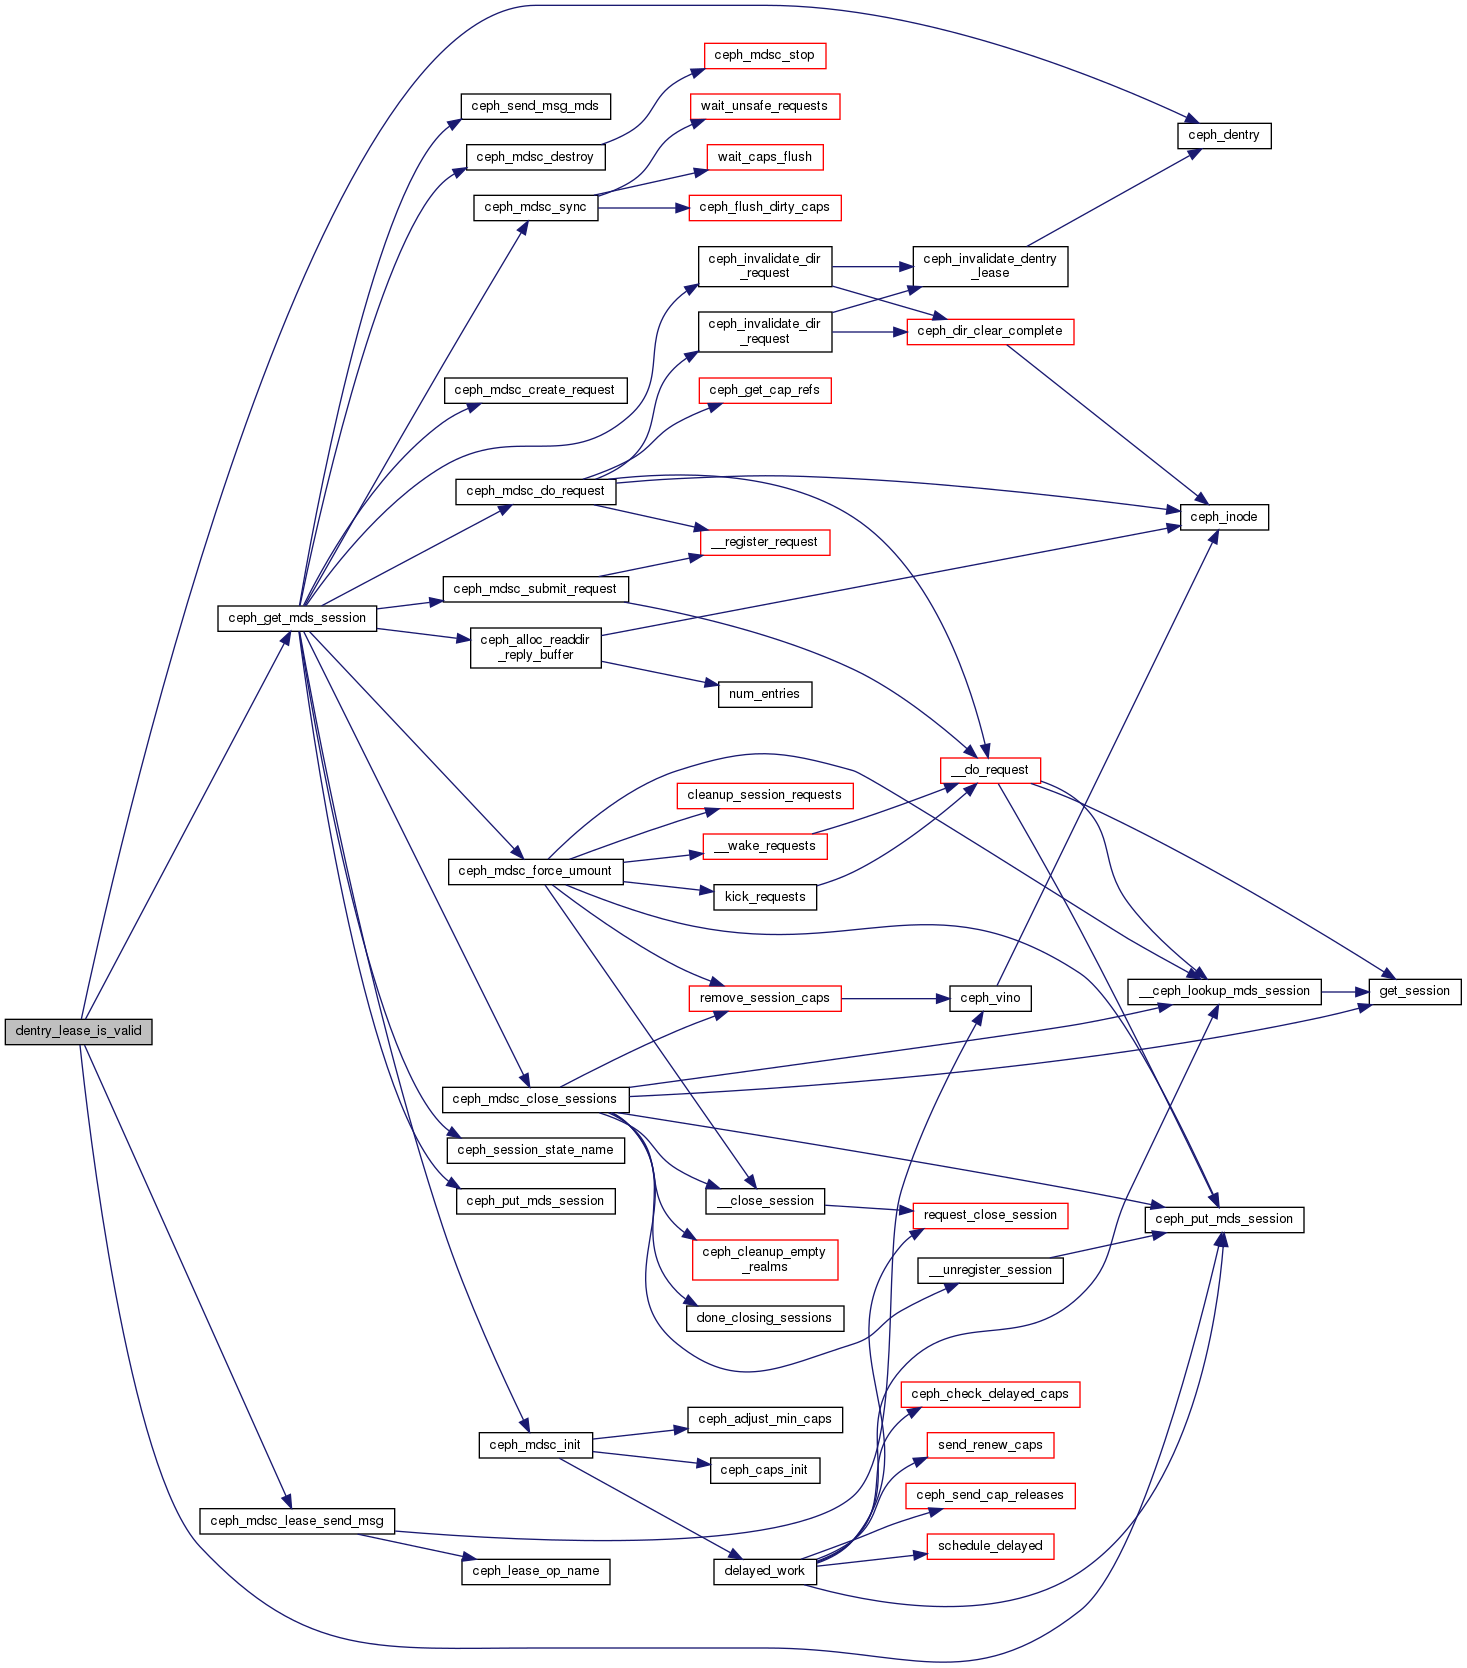 ceph_mdsc_stop
ceph_send_msg_mds
wait_unsafe_requests
ceph_dentry
ceph_mdsc_destroy
wait_caps_flush
ceph_mdsc_sync
ceph_flush_dirty_caps
ceph_invalidate_dir
_request
ceph_invalidate_dentry
_lease
ceph_invalidate_dir
_request
ceph_dir_clear_complete
ceph_mdsc_create_request
ceph_get_cap_refs
ceph_mdsc_do_request
ceph_inode
__register_request
ceph_mdsc_submit_request
ceph_get_mds_session
ceph_alloc_readdir
_reply_buffer
num_entries
__do_request
cleanup_session_requests
__wake_requests
ceph_mdsc_force_umount
kick_requests
remove_session_caps
ceph_vino
__ceph_lookup_mds_session
get_session
dentry_lease_is_valid
ceph_mdsc_close_sessions
ceph_session_state_name
ceph_put_mds_session
__close_session
request_close_session
ceph_put_mds_session
ceph_cleanup_empty
_realms
__unregister_session
done_closing_sessions
ceph_check_delayed_caps
ceph_adjust_min_caps
ceph_mdsc_init
send_renew_caps
ceph_caps_init
ceph_send_cap_releases
ceph_mdsc_lease_send_msg
schedule_delayed
ceph_lease_op_name
delayed_work